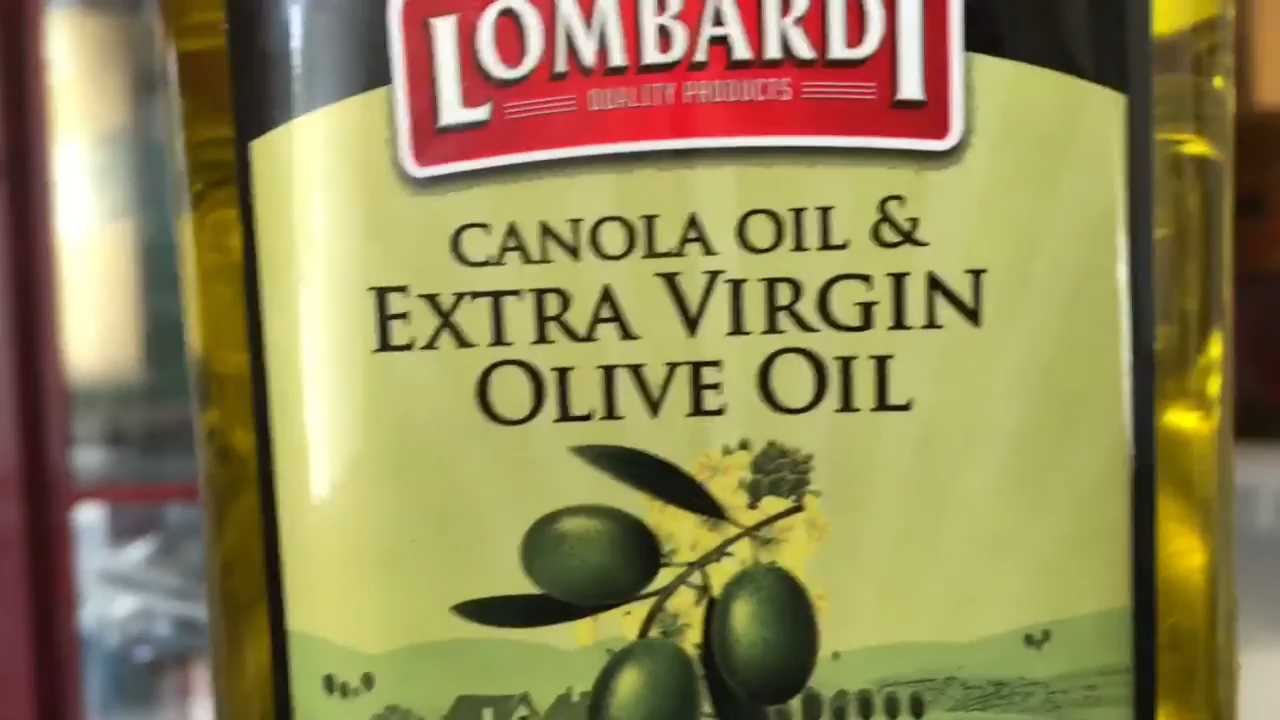 LOMBARDI
QUALITY PRODUCTS
CANOLA OIL &
EXTRA VIRGIN
OLIVE OIL